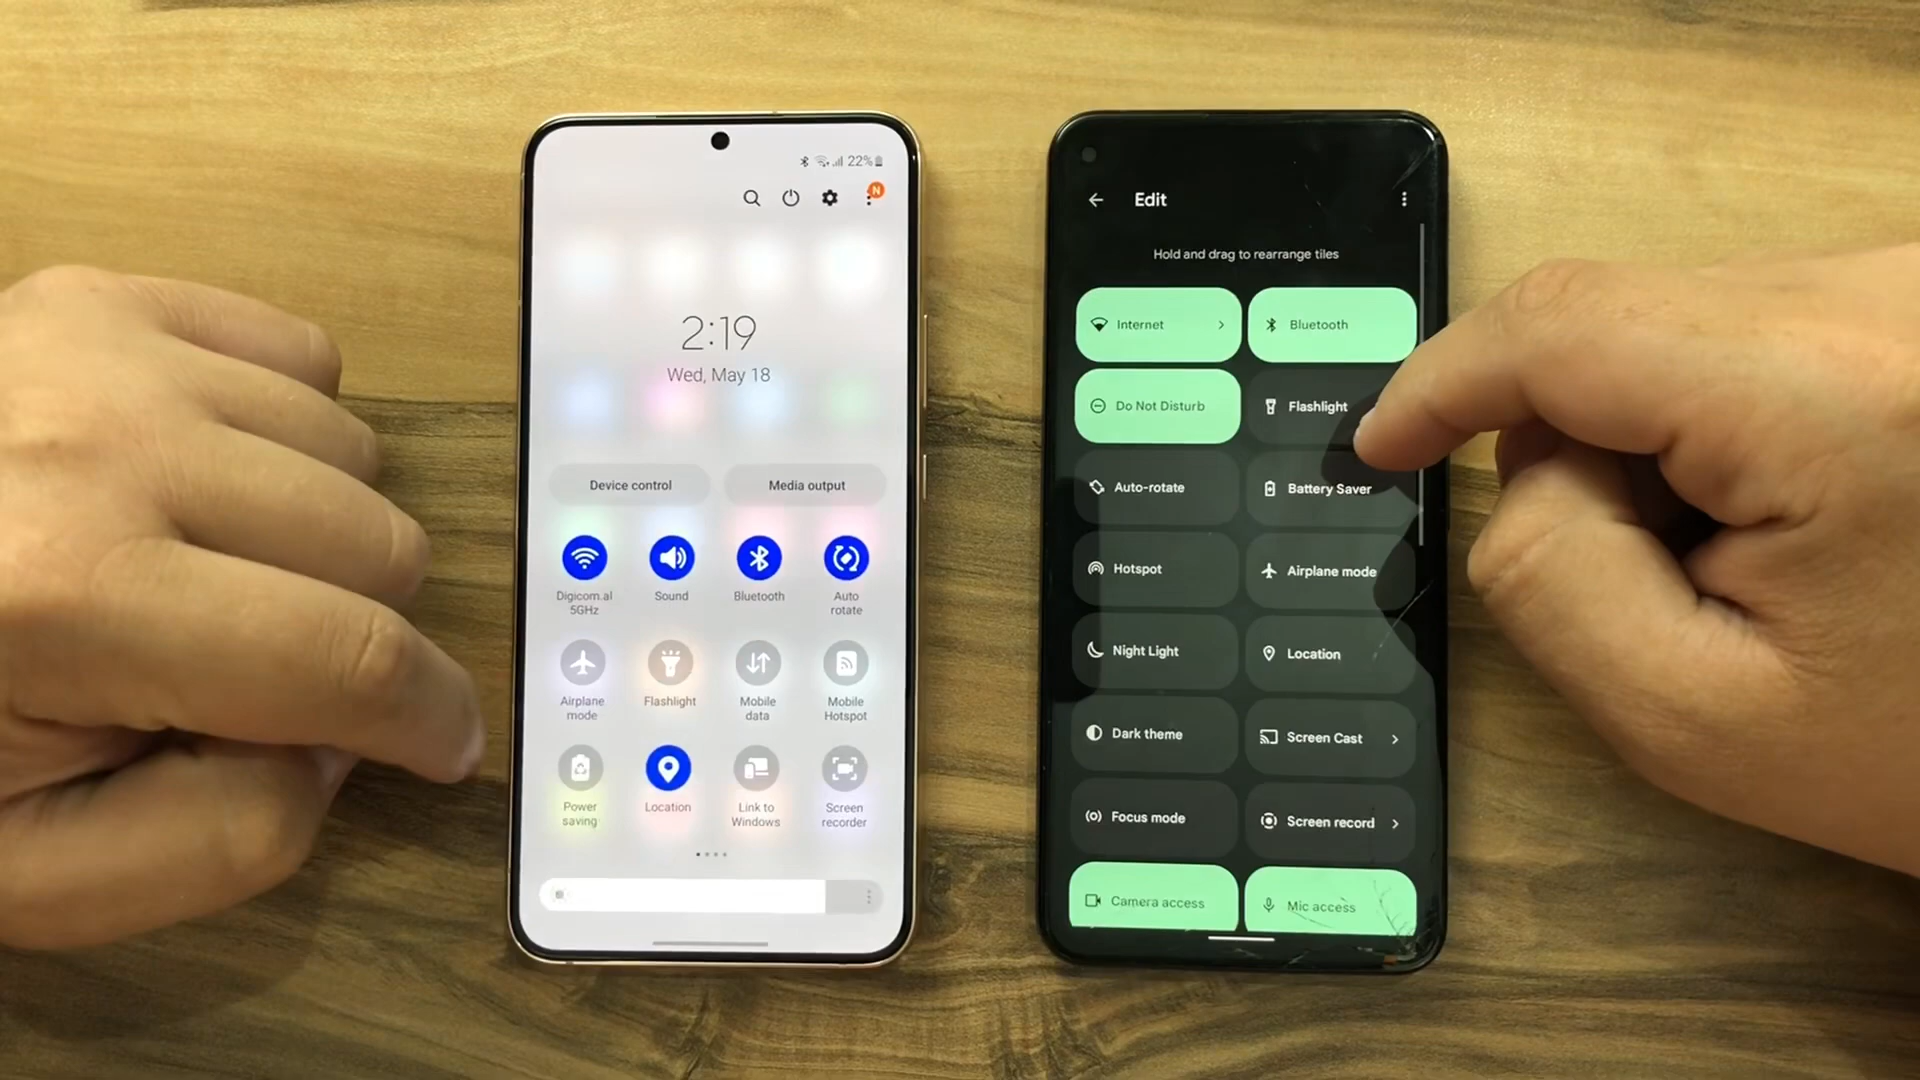 22%
N
2:19
Wed, May 18
Device control
Media output
Digicom.al
5GHz
Sound
Bluetooth
Auto
rotate
Airplane
mode
Flashlight
Mobile
data
Mobile
Hotspot
Power
saving
Location
Link to
Windows
Screen
recorder
Edit
Hold and drag to rearrange tiles
Internet
Bluetooth
Do Not Disturb
Flashlight
Auto-rotate
Battery Saver
Hotspot
Airplane mode
Night Light
Location
Dark theme
Screen Cast
Focus mode
Screen record
Camera access
Mic access